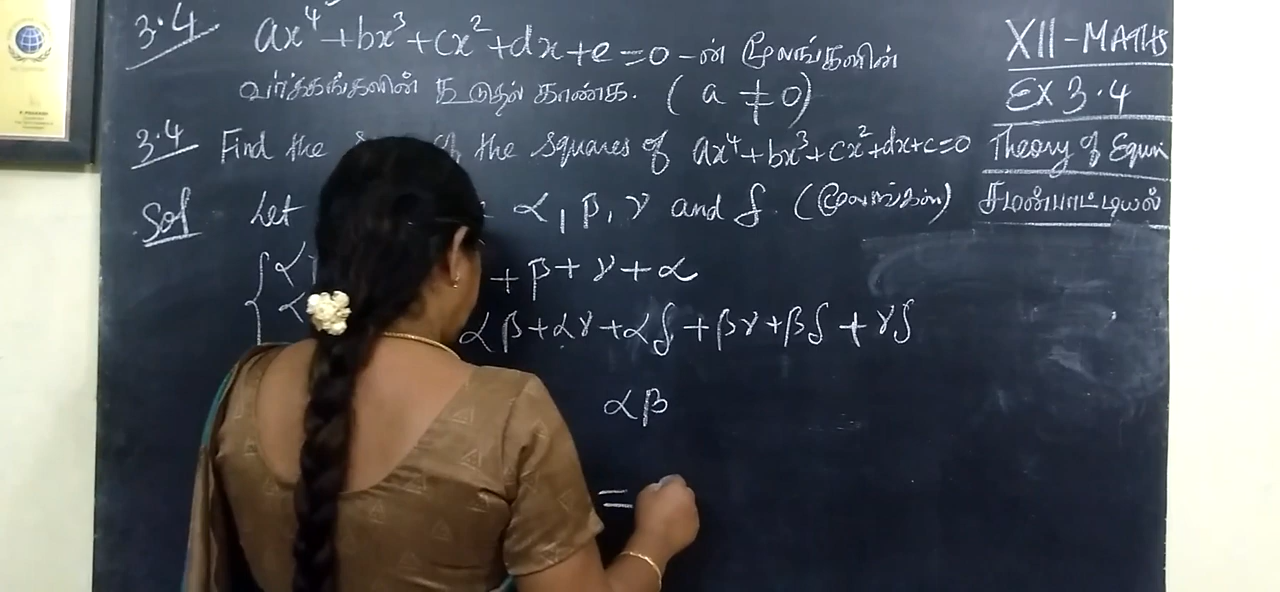 3.4 ax⁴+bx³+cx²+dx+e=0 -ன் மூலங்களின்
வர்க்கங்களின் கூடுதல் காண்க. (a ≠ 0)
3.4 Find the of the squares of ax⁴+bx³+cx²+dx+c=0
Sol Let α, β, γ and δ. (மூலங்கள்)
+ β + γ + α
αβ+αγ+αδ+βγ+βδ+γδ
αβ
=
XII-MATHS
EX 3.4
Theory of Equn
சமன்பாட்டியல்